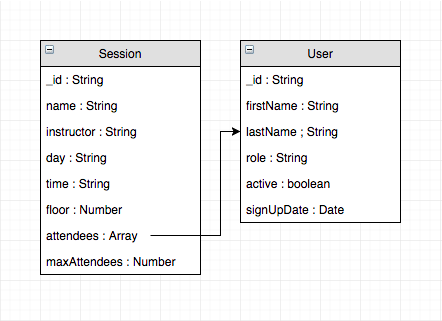 Session
_id : String
name : String
instructor : String
day : String
time : String
floor : Number
attendees : Array
maxAttendees : Number
User
_id : String
firstName : String
lastName ; String
role : String
active : boolean
signUpDate : Date